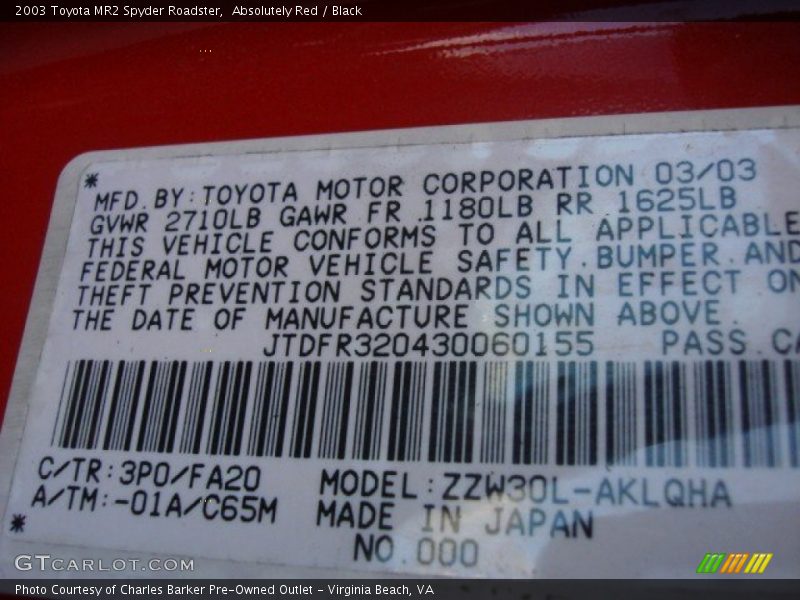 2003 Toyota MR2 Spyder Roadster,  Absolutely Red / Black
* MFD.BY:TOYOTA MOTOR CORPORATION 03/03
GVWR 2710LB GAWR FR 1180LB RR 1625LB
THIS VEHICLE CONFORMS TO ALL APPLICABLE
FEDERAL MOTOR VEHICLE SAFETY.BUMPER.AND
THEFT PREVENTION STANDARDS IN EFFECT ON
THE DATE OF MANUFACTURE SHOWN ABOVE.
JTDFR320430060155 PASS.CA
C/TR:3P0/FA20 MODEL:ZZW30L-AKLQHA
A/TM:-01A/C65M MADE IN JAPAN
* NO 000
GTCARLOT.COM
Photo Courtesy of Charles Barker Pre-Owned Outlet - Virginia Beach, VA